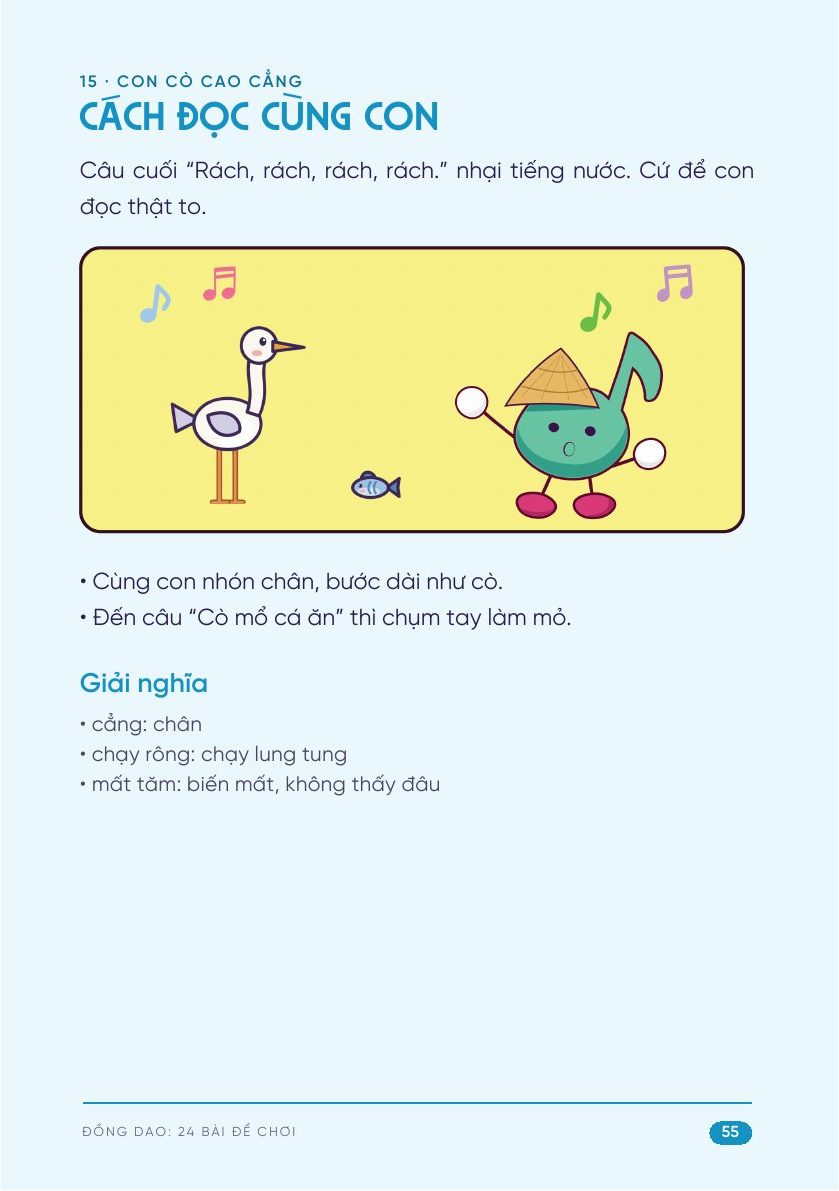 15 · CON CÒ CAO CẲNG
CÁCH ĐỌC CÙNG CON
Câu cuối “Rách, rách, rách, rách.” nhại tiếng nước. Cứ để con
đọc thật to.
• Cùng con nhón chân, bước dài như cò.
• Đến câu “Cò mổ cá ăn” thì chụm tay làm mỏ.
Giải nghĩa
• cẳng: chân
• chạy rông: chạy lung tung
• mất tăm: biến mất, không thấy đâu
ĐỒNG DAO: 24 BÀI ĐỂ CHƠI
55